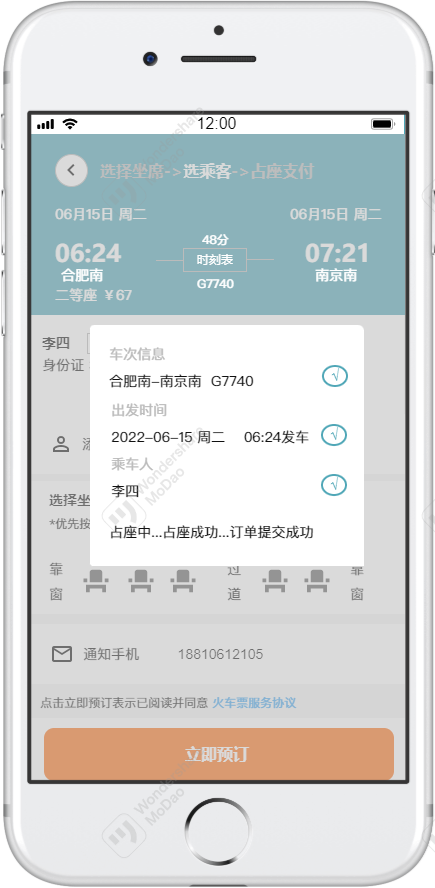 12:00
选择坐席->选乘客->占座支付
06月15日 周二 06月15日 周二
48分
06:24 时刻表 07:21
合肥南 G7740 南京南
二等座 ￥67
李四
身份证
车次信息
合肥南-南京南 G7740 √
出发时间
2022-06-15 周二 06:24发车 √
乘车人
李四 √
占座中...占座成功...订单提交成功
选择坐
*优先按
靠窗 过道 靠窗
通知手机 18810612105
点击立即预订表示已阅读并同意 火车票服务协议
立即预订
Wondershare
MoDao
Wondershare
MoDao